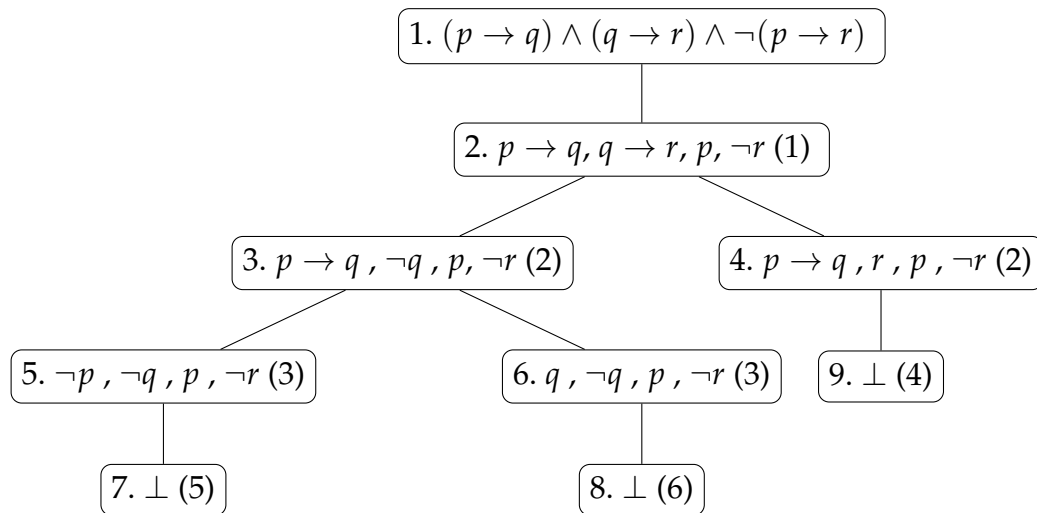 1. (p → q) ∧ (q → r) ∧ ¬(p → r)
2. p → q, q → r, p, ¬r (1)
3. p → q , ¬q , p, ¬r (2)
4. p → q , r , p , ¬r (2)
5. ¬p , ¬q , p , ¬r (3)
6. q , ¬q , p , ¬r (3)
9. ⊥ (4)
7. ⊥ (5)
8. ⊥ (6)